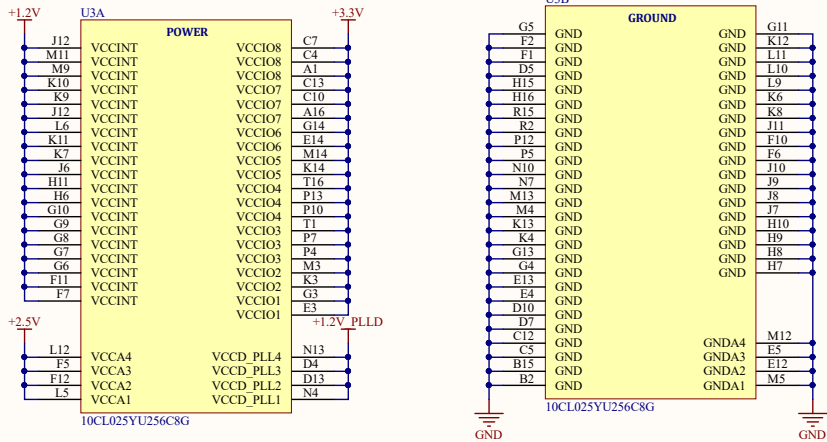 +1.2V U3A +3.3V
POWER
J12 VCCINT VCCIO8 C7
M11 VCCINT VCCIO8 C4
M9 VCCINT VCCIO8 A1
K10 VCCINT VCCIO7 C13
K9 VCCINT VCCIO7 C10
J12 VCCINT VCCIO7 A16
L6 VCCINT VCCIO6 G14
K11 VCCINT VCCIO6 E14
K7 VCCINT VCCIO5 M14
J6 VCCINT VCCIO5 K14
H11 VCCINT VCCIO4 T16
H6 VCCINT VCCIO4 P13
G10 VCCINT VCCIO4 P10
G9 VCCINT VCCIO3 T1
G8 VCCINT VCCIO3 P7
G7 VCCINT VCCIO3 P4
G6 VCCINT VCCIO2 M3
F11 VCCINT VCCIO2 K3
F7 VCCINT VCCIO1 G3
VCCIO1 E3
+2.5V +1.2V_PLLD
L12 VCCA4 VCCD_PLL4 N13
F5 VCCA3 VCCD_PLL3 D4
F12 VCCA2 VCCD_PLL2 D13
L5 VCCA1 VCCD_PLL1 N4
10CL025YU256C8G
U3B
GROUND
G5 GND GND G11
F2 GND GND K12
F1 GND GND L11
D5 GND GND L10
H15 GND GND L9
H16 GND GND K6
R15 GND GND K8
R2 GND GND J11
P12 GND GND F10
P5 GND GND F6
N10 GND GND J10
N7 GND GND J9
M13 GND GND J8
M4 GND GND J7
K13 GND GND H10
K4 GND GND H9
G13 GND GND H8
G4 GND GND H7
E13 GND
E4 GND
D10 GND
D7 GND
C12 GND GNDA4 M12
C5 GND GNDA3 E5
B15 GND GNDA2 E12
B2 GND GNDA1 M5
10CL025YU256C8G
GND GND